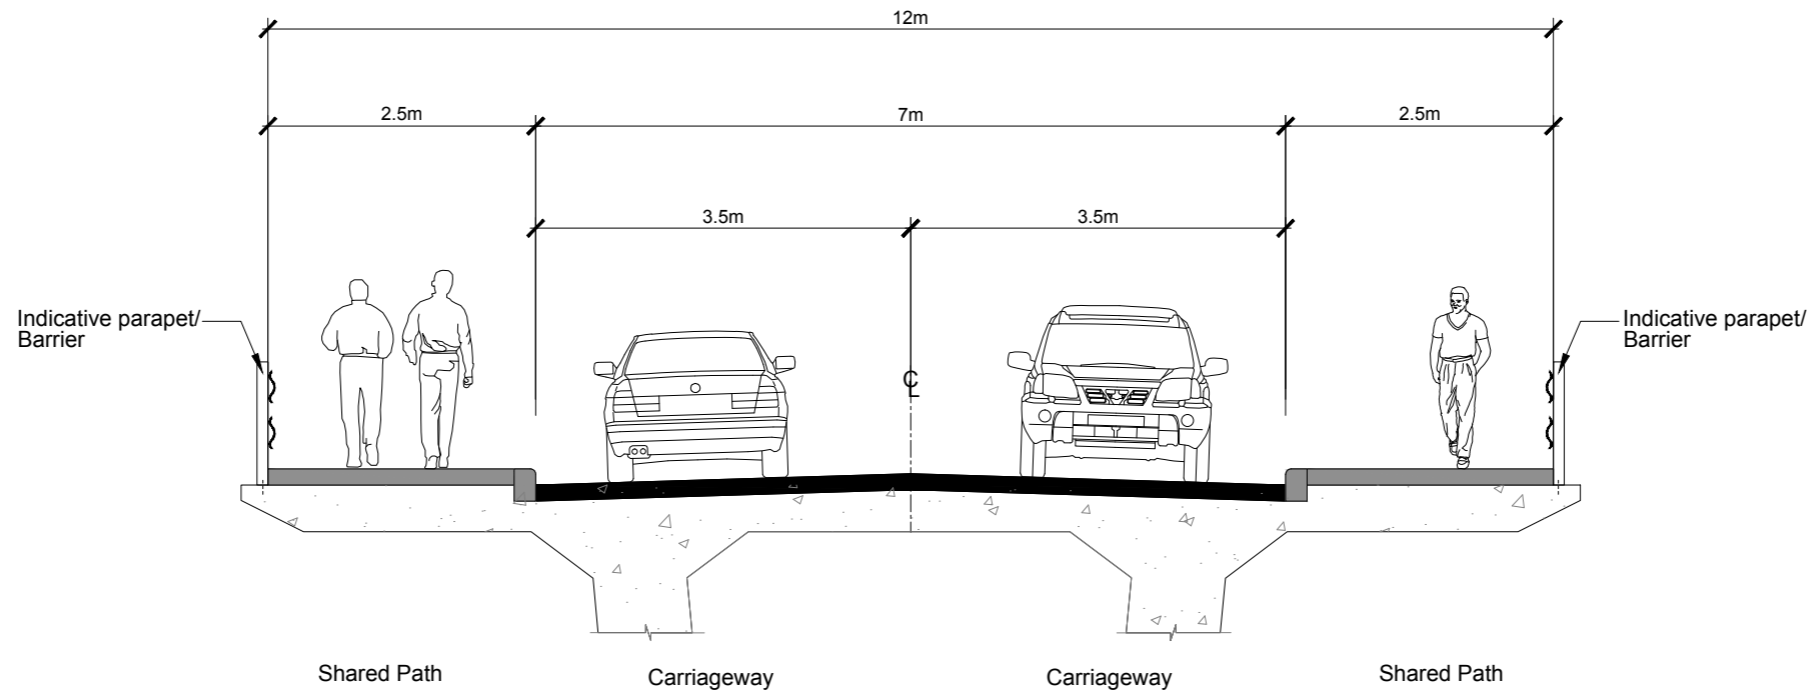 12m
2.5m
7m
2.5m
3.5m
3.5m
Indicative parapet/
Barrier
Indicative parapet/
Barrier
CL
Shared Path
Carriageway
Carriageway
Shared Path